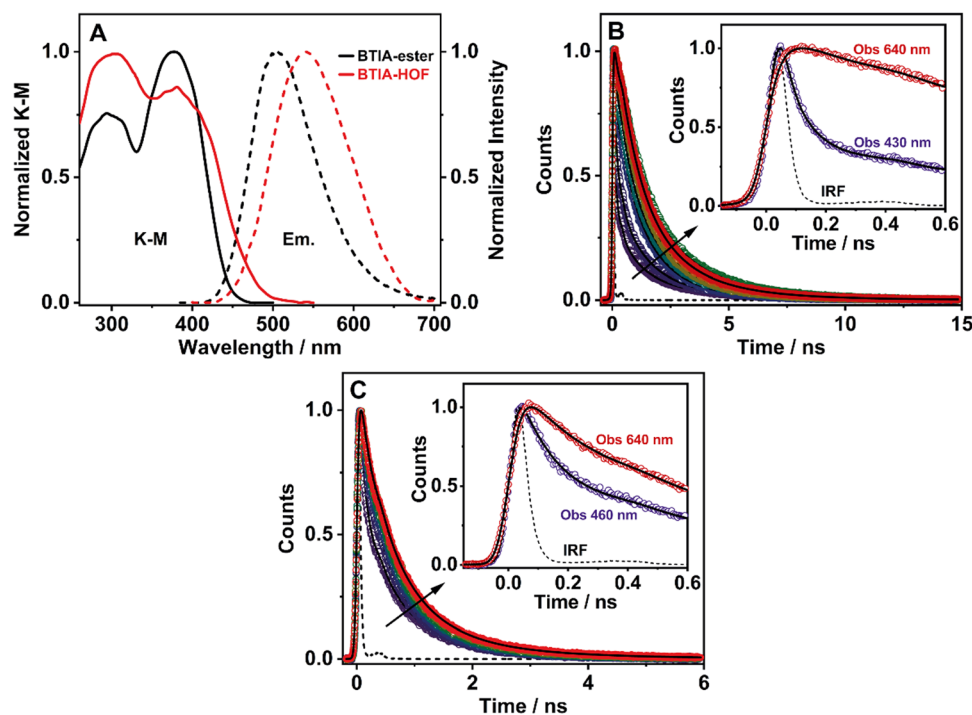 A
BTIA-ester
BTIA-HOF
K-M
Em.
Normalized K-M
1.0
0.5
0.0
Normalized Intensity
1.0
0.5
0.0
300
400
500
600
700
Wavelength / nm
B
Counts
1.0
0.5
0.0
0
5
10
15
Time / ns
Counts
1.0
0.5
0.0
Obs 640 nm
Obs 430 nm
IRF
0.0
0.2
0.4
0.6
Time / ns
C
Counts
1.0
0.5
0.0
0
2
4
6
Time / ns
Counts
1.0
0.5
0.0
Obs 640 nm
Obs 460 nm
IRF
0.0
0.2
0.4
0.6
Time / ns